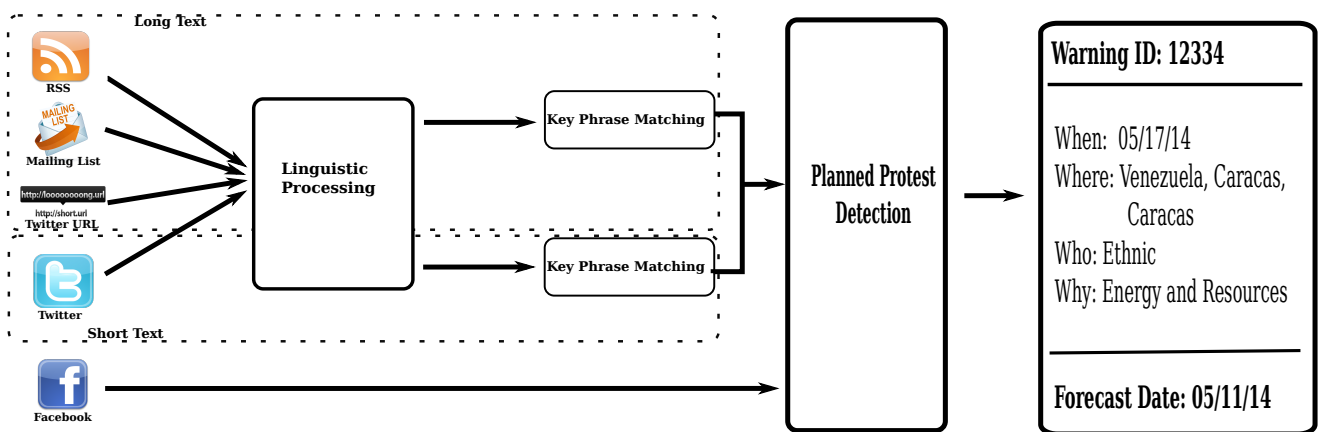 Long Text
RSS
MAILING
LIST
Mailing List
http://looooooooong.url
http://short.url
Twitter URL
Twitter
Short Text
Facebook
Linguistic
Processing
Key Phrase Matching
Key Phrase Matching
Planned Protest
Detection
Warning ID: 12334
When: 05/17/14
Where: Venezuela, Caracas,
Caracas
Who: Ethnic
Why: Energy and Resources
Forecast Date: 05/11/14